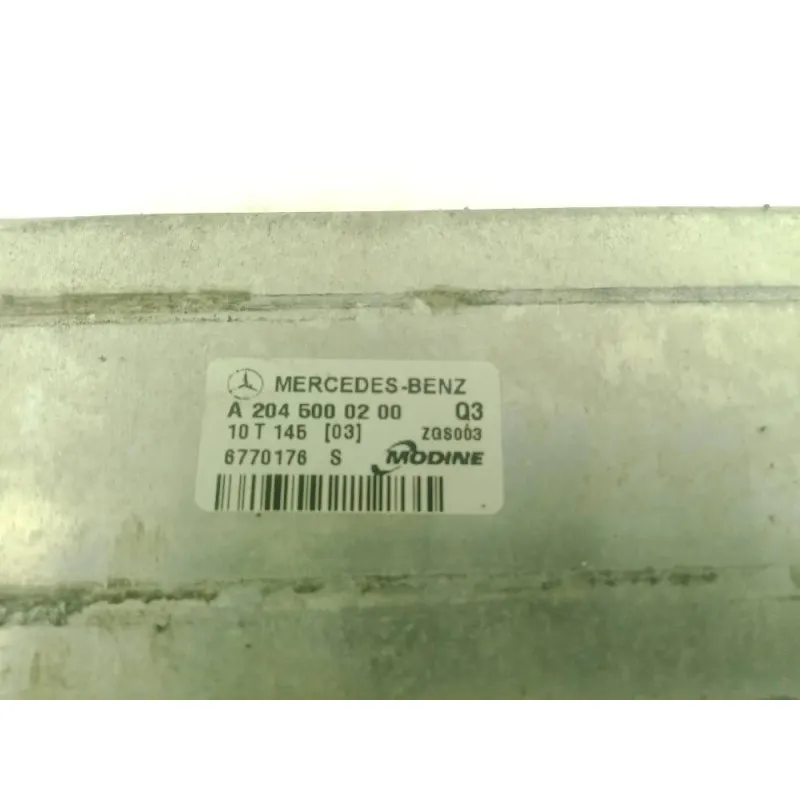 MERCEDES-BENZ
A 204 500 02 00 Q3
10 T 145 [03] ZGS003
6770176 S MODINE